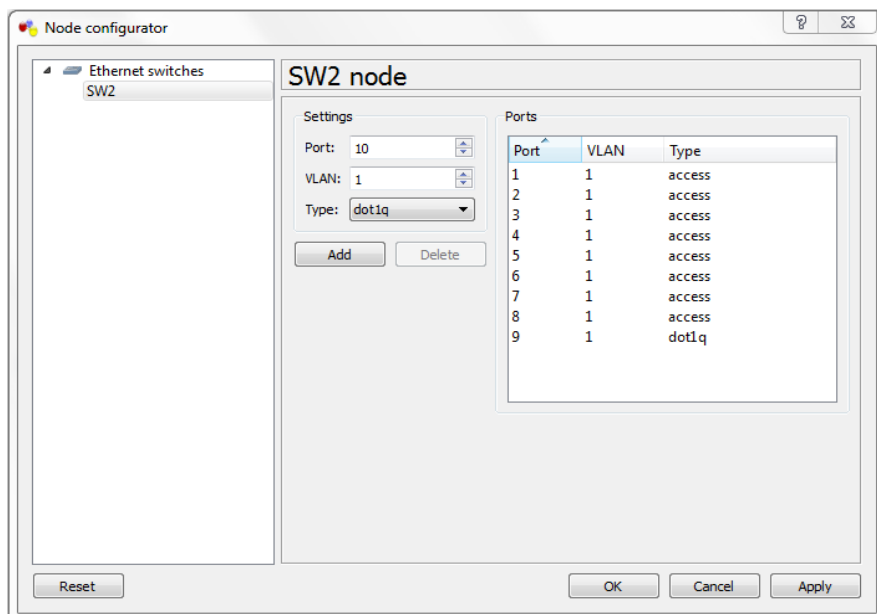 Node configurator
?
Ethernet switches
SW2
SW2 node
Settings
Port: 10
VLAN: 1
Type: dot1q
Add Delete
Ports
Port VLAN Type
1 1 access
2 1 access
3 1 access
4 1 access
5 1 access
6 1 access
7 1 access
8 1 access
9 1 dot1q
Reset OK Cancel Apply